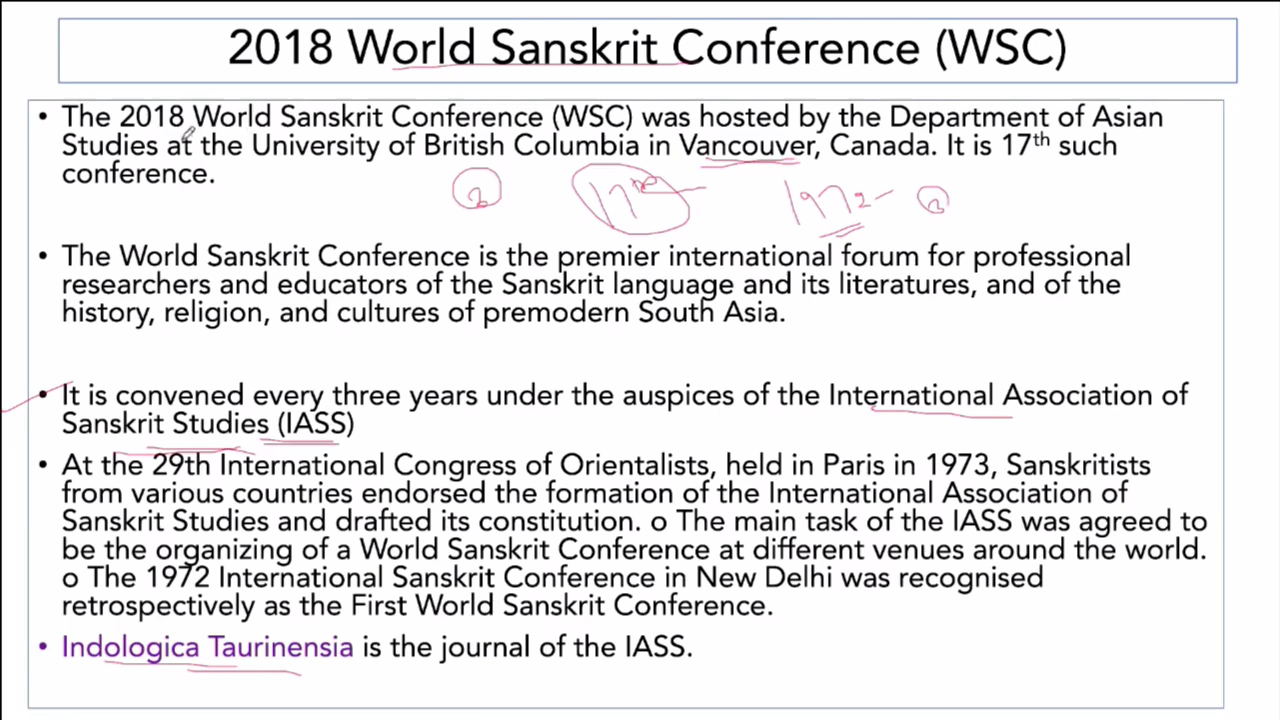 2018 World Sanskrit Conference (WSC)
• The 2018 World Sanskrit Conference (WSC) was hosted by the Department of Asian
Studies at the University of British Columbia in Vancouver, Canada. It is 17th such
conference.
1972
• The World Sanskrit Conference is the premier international forum for professional
researchers and educators of the Sanskrit language and its literatures, and of the
history, religion, and cultures of premodern South Asia.
• It is convened every three years under the auspices of the International Association of
Sanskrit Studies (IASS)
• At the 29th International Congress of Orientalists, held in Paris in 1973, Sanskritists
from various countries endorsed the formation of the International Association of
Sanskrit Studies and drafted its constitution. o The main task of the IASS was agreed to
be the organizing of a World Sanskrit Conference at different venues around the world.
o The 1972 International Sanskrit Conference in New Delhi was recognised
retrospectively as the First World Sanskrit Conference.
• Indologica Taurinensia is the journal of the IASS.